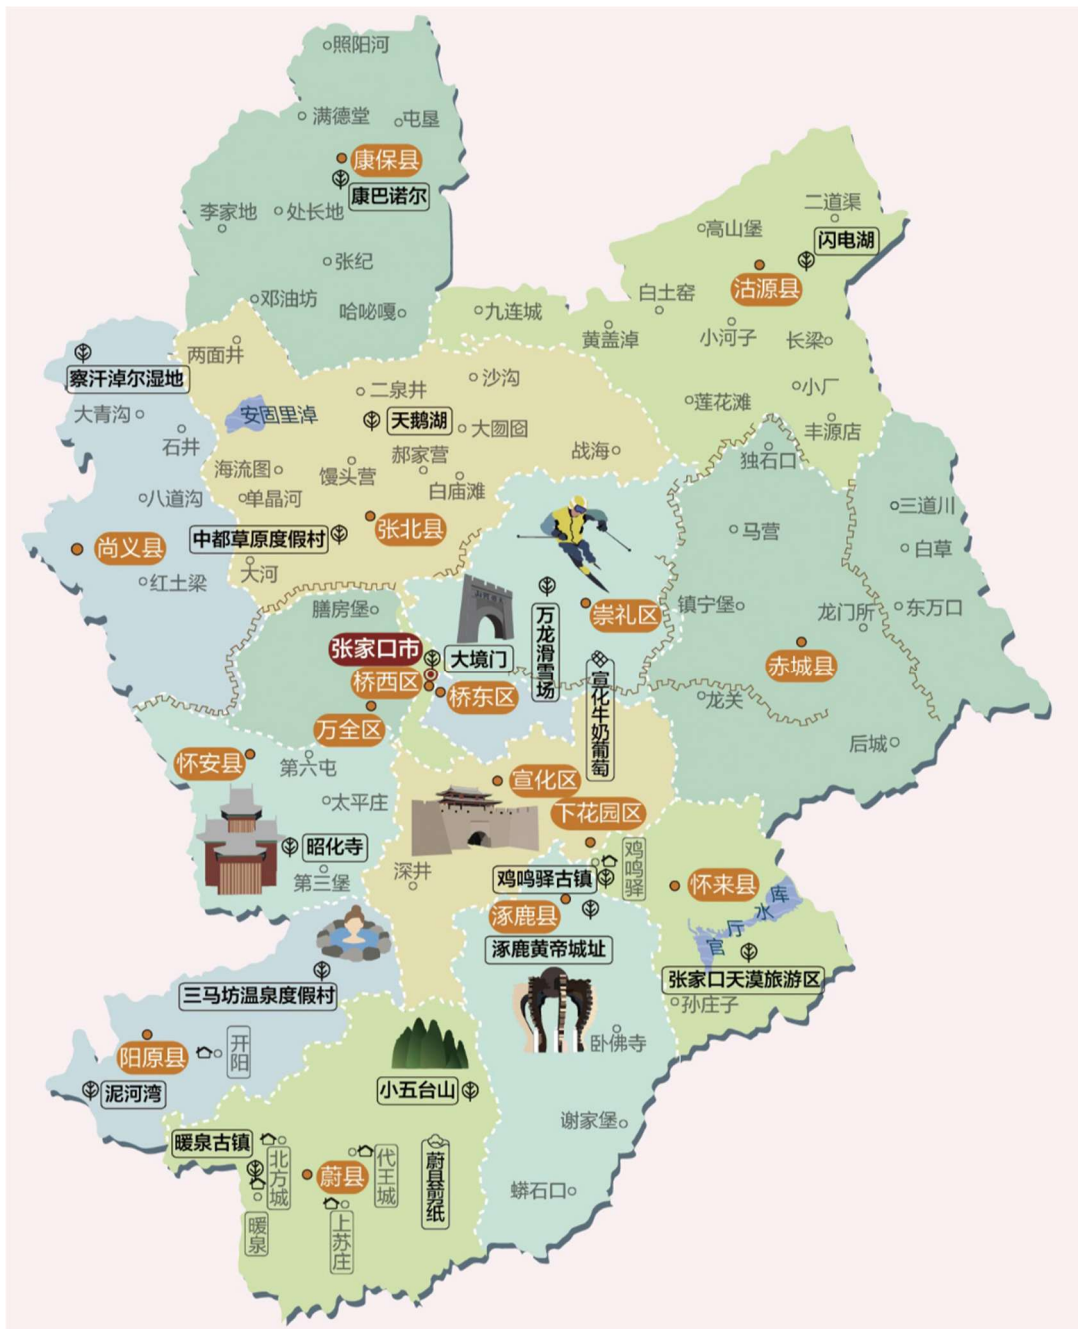 照阳河
满德堂
屯垦
康保县
康巴诺尔
李家地
处长地
张纪
邓油坊
哈咇嘎
二道渠
高山堡
闪电湖
沽源县
白土窑
九连城
黄盖淖
小河子
长梁
小厂
莲花滩
丰源店
两面井
察汗淖尔湿地
大青沟
石井
安固里淖
二泉井
沙沟
天鹅湖
大囫囵
战海
郝家营
海流图
馒头营
白庙滩
八道沟
单晶河
张北县
中都草原度假村
尚义县
红土梁
大河
独石口
三道川
马营
白草
膳房堡
大境门
万龙滑雪场
崇礼区
镇宁堡
龙门所
东万口
赤城县
张家口市
桥西区
桥东区
宣化牛奶葡萄
龙关
后城
万全区
怀安县
第六屯
太平庄
宣化区
下花园区
昭化寺
第三堡
深井
鸡鸣驿
鸡鸣驿古镇
怀来县
官厅水库
涿鹿县
涿鹿黄帝城址
张家口天漠旅游区
孙庄子
三马坊温泉度假村
阳原县
开阳
泥河湾
卧佛寺
小五台山
谢家堡
暖泉古镇
北方城
蔚县
代王城
蔚县剪纸
蟒石口
暖泉
上苏庄